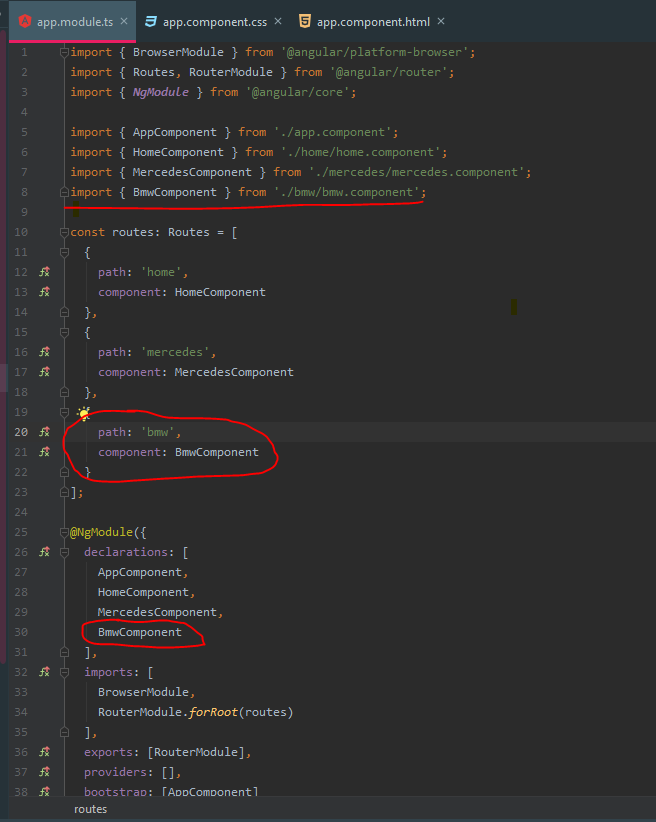 app.module.ts × app.component.css × app.component.html ×
1 import { BrowserModule } from '@angular/platform-browser';
2 import { Routes, RouterModule } from '@angular/router';
3 import { NgModule } from '@angular/core';
4
5 import { AppComponent } from './app.component';
6 import { HomeComponent } from './home/home.component';
7 import { MercedesComponent } from './mercedes/mercedes.component';
8 import { BmwComponent } from './bmw/bmw.component';
9
10 const routes: Routes = [
11 {
12 path: 'home',
13 component: HomeComponent
14 },
15 {
16 path: 'mercedes',
17 component: MercedesComponent
18 },
19 {
20 path: 'bmw',
21 component: BmwComponent
22 }
23 ];
24
25 @NgModule({
26 declarations: [
27 AppComponent,
28 HomeComponent,
29 MercedesComponent,
30 BmwComponent
31 ],
32 imports: [
33 BrowserModule,
34 RouterModule.forRoot(routes)
35 ],
36 exports: [RouterModule],
37 providers: [],
38 bootstrap: [AppComponent]
routes